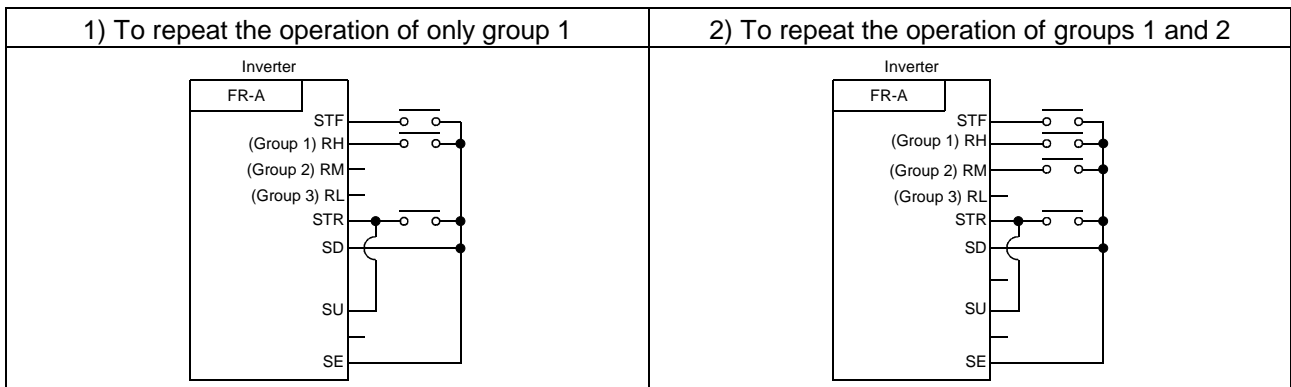 1) To repeat the operation of only group 1
2) To repeat the operation of groups 1 and 2
Inverter
FR-A
STF
(Group 1) RH
(Group 2) RM
(Group 3) RL
STR
SD
SU
SE
Inverter
FR-A
STF
(Group 1) RH
(Group 2) RM
(Group 3) RL
STR
SD
SU
SE